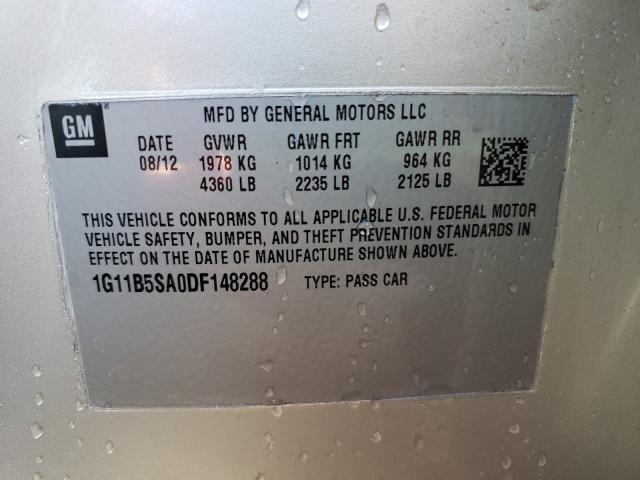 GM
MFD BY GENERAL MOTORS LLC
DATE GVWR GAWR FRT GAWR RR
08/12 1978 KG 1014 KG 964 KG
4360 LB 2235 LB 2125 LB
THIS VEHICLE CONFORMS TO ALL APPLICABLE U.S. FEDERAL MOTOR
VEHICLE SAFETY, BUMPER, AND THEFT PREVENTION STANDARDS IN
EFFECT ON THE DATE OF MANUFACTURE SHOWN ABOVE.
1G11B5SA0DF148288 TYPE: PASS CAR